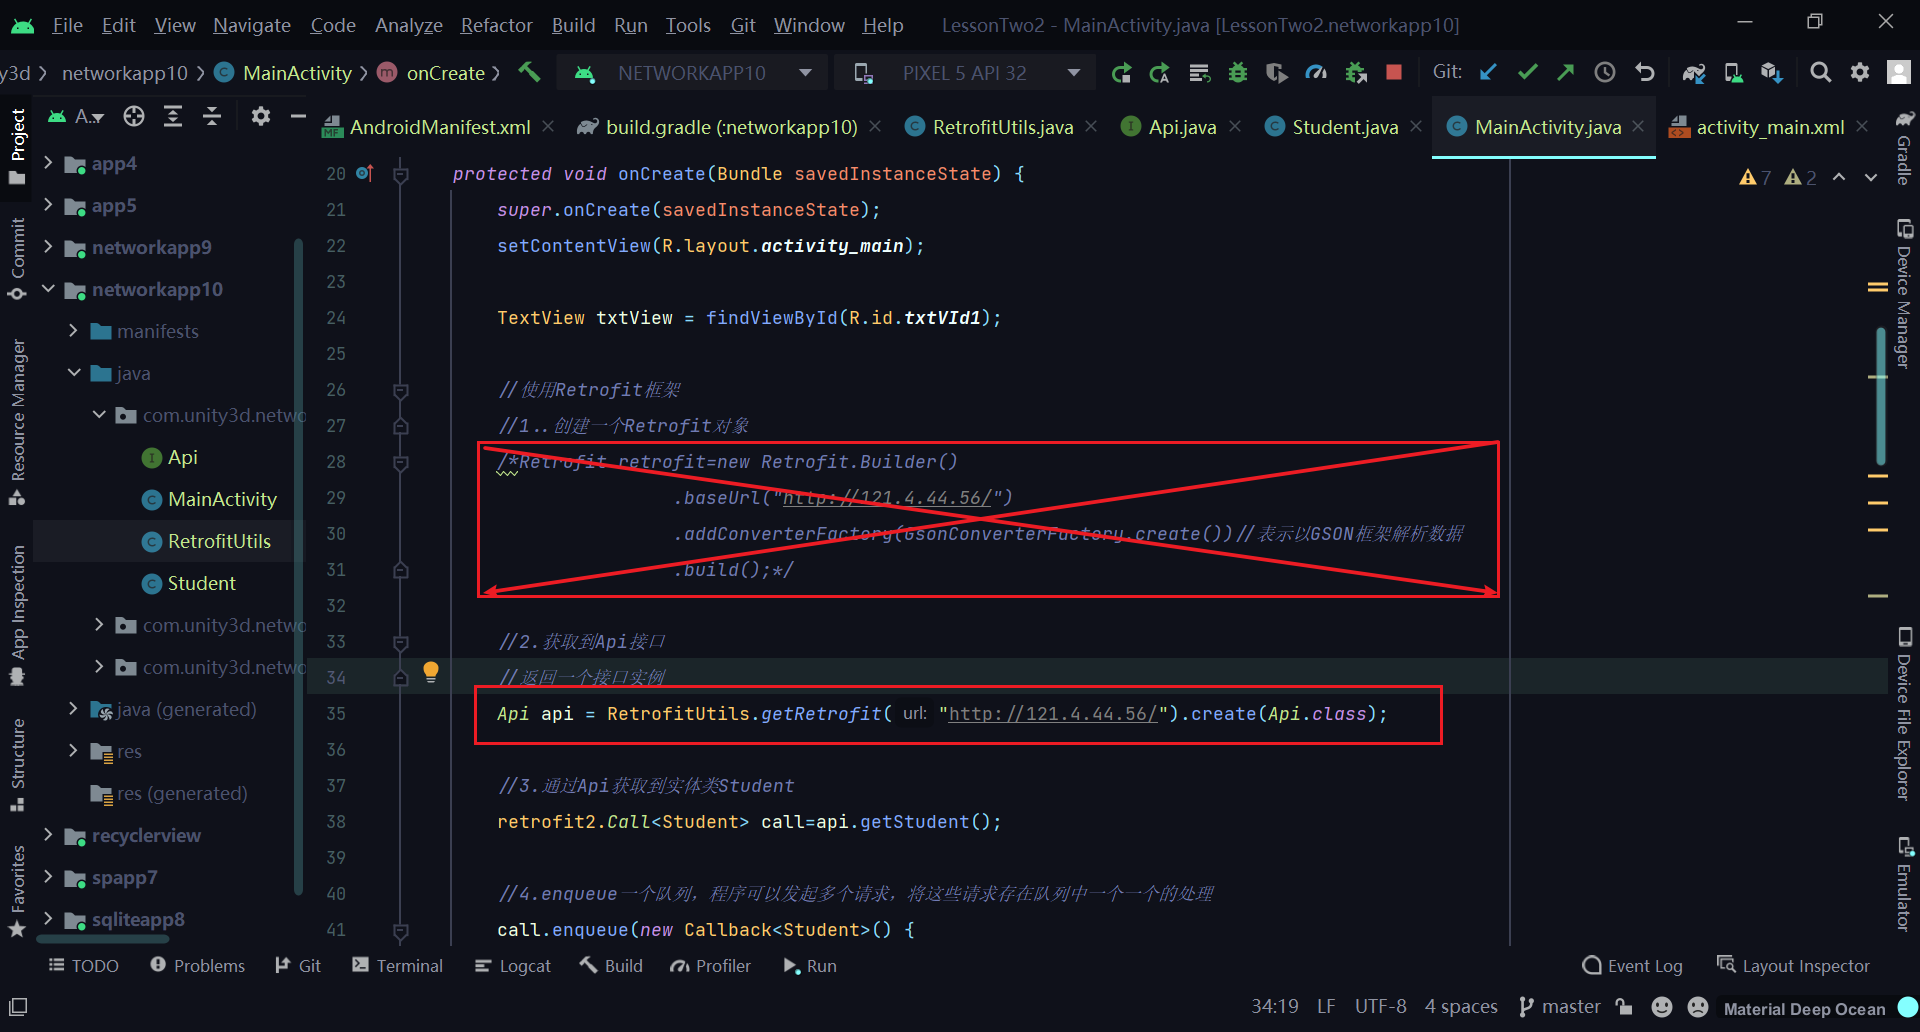 File Edit View Navigate Code Analyze Refactor Build Run Tools Git Window Help LessonTwo2 - MainActivity.java [LessonTwo2.networkapp10]
y3d networkapp10 MainActivity onCreate NETWORKAPP10 PIXEL 5 API 32 Git:
A.. AndroidManifest.xml build.gradle (:networkapp10) RetrofitUtils.java Api.java Student.java MainActivity.java activity_main.xml
Project
Commit
Resource Manager
App Inspection
Structure
Favorites
app4
app5
networkapp9
networkapp10
manifests
java
com.unity3d.netwo
Api
MainActivity
RetrofitUtils
Student
com.unity3d.netwo
com.unity3d.netwo
java (generated)
res
res (generated)
recyclerview
spapp7
sqliteapp8
7 2
20 protected void onCreate(Bundle savedInstanceState) {
21 super.onCreate(savedInstanceState);
22 setContentView(R.layout.activity_main);
23
24 TextView txtView = findViewById(R.id.txtVId1);
25
26 //使用Retrofit框架
27 //1..创建一个Retrofit对象
28 /*Retrofit retrofit=new Retrofit.Builder()
29 .baseUrl("http://121.4.44.56/")
30 .addConverterFactory(GsonConverterFactory.create())//表示以GSON框架解析数据
31 .build();*/
32
33 //2.获取到Api接口
34 //返回一个接口实例
35 Api api = RetrofitUtils.getRetrofit( url: "http://121.4.44.56/").create(Api.class);
36
37 //3.通过Api获取到实体类Student
38 retrofit2.Call<Student> call=api.getStudent();
39
40 //4.enqueue一个队列，程序可以发起多个请求，将这些请求存在队列中一个一个的处理
41 call.enqueue(new Callback<Student>() {
Gradle
Device Manager
Device File Explorer
Emulator
TODO Problems Git Terminal Logcat Build Profiler Run Event Log Layout Inspector
34:19 LF UTF-8 4 spaces master Material Deep Ocean